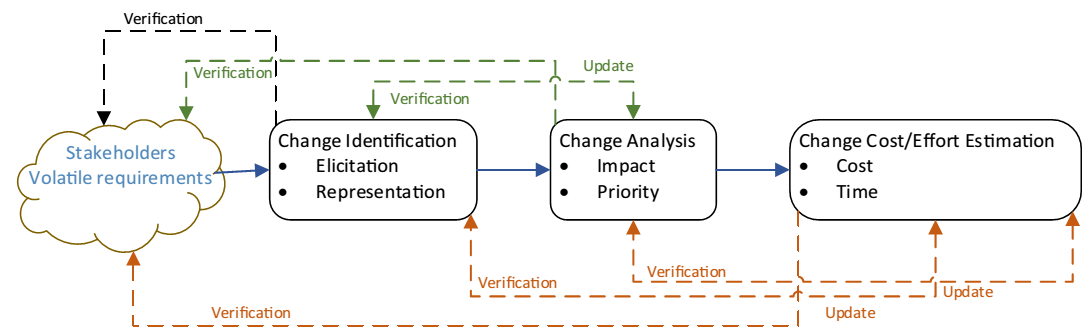 Verification
Verification
Update
Verification
Stakeholders
Volatile requirements
Change Identification
• Elicitation
• Representation
Change Analysis
• Impact
• Priority
Change Cost/Effort Estimation
• Cost
• Time
Verification
Verification
Update
Verification
Update